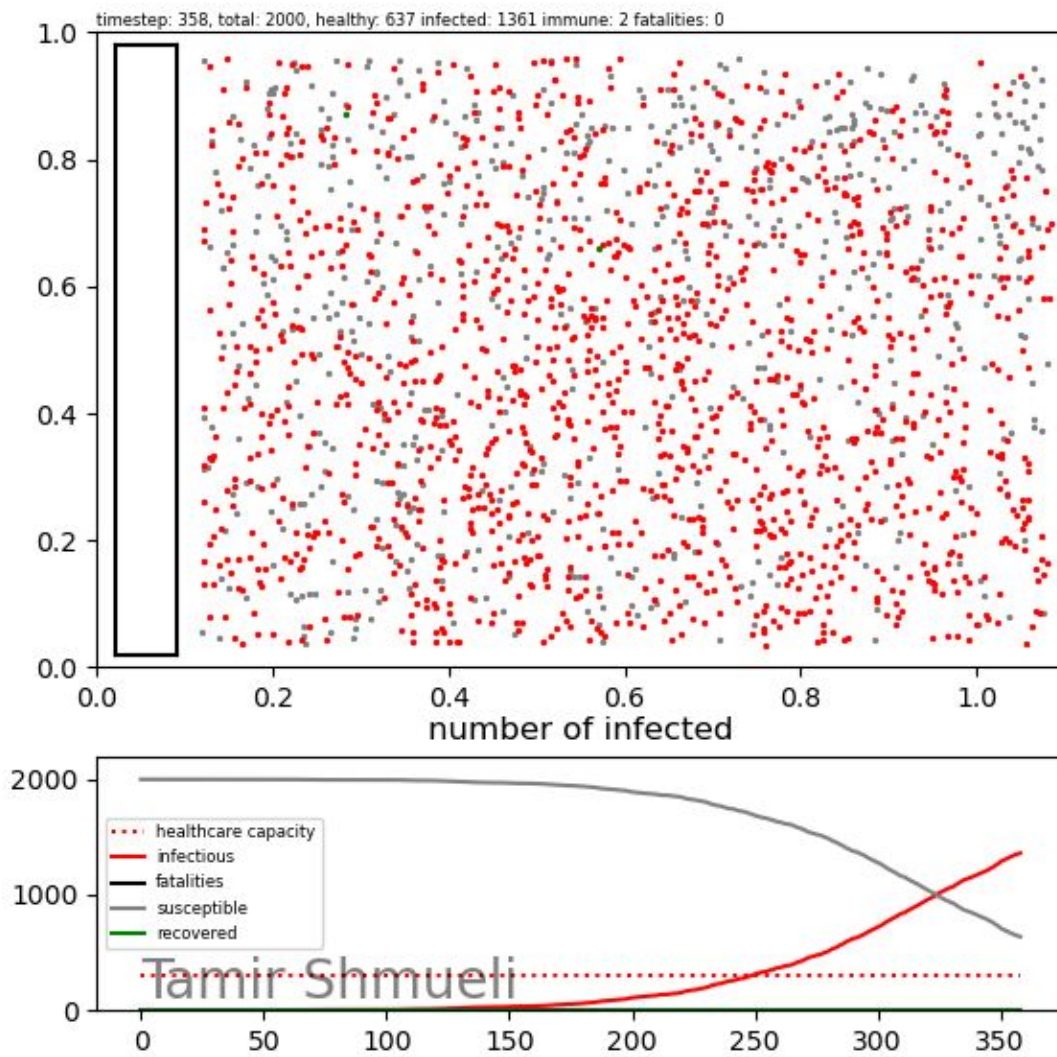 timestep: 358, total: 2000, healthy: 637 infected: 1361 immune: 2 fatalities: 0
1.0
0.8
0.6
0.4
0.2
0.0
0.0 0.2 0.4 0.6 0.8 1.0
number of infected
2000
1000
0
healthcare capacity
infectious
fatalities
susceptible
recovered
Tamir Shmueli
0 50 100 150 200 250 300 350